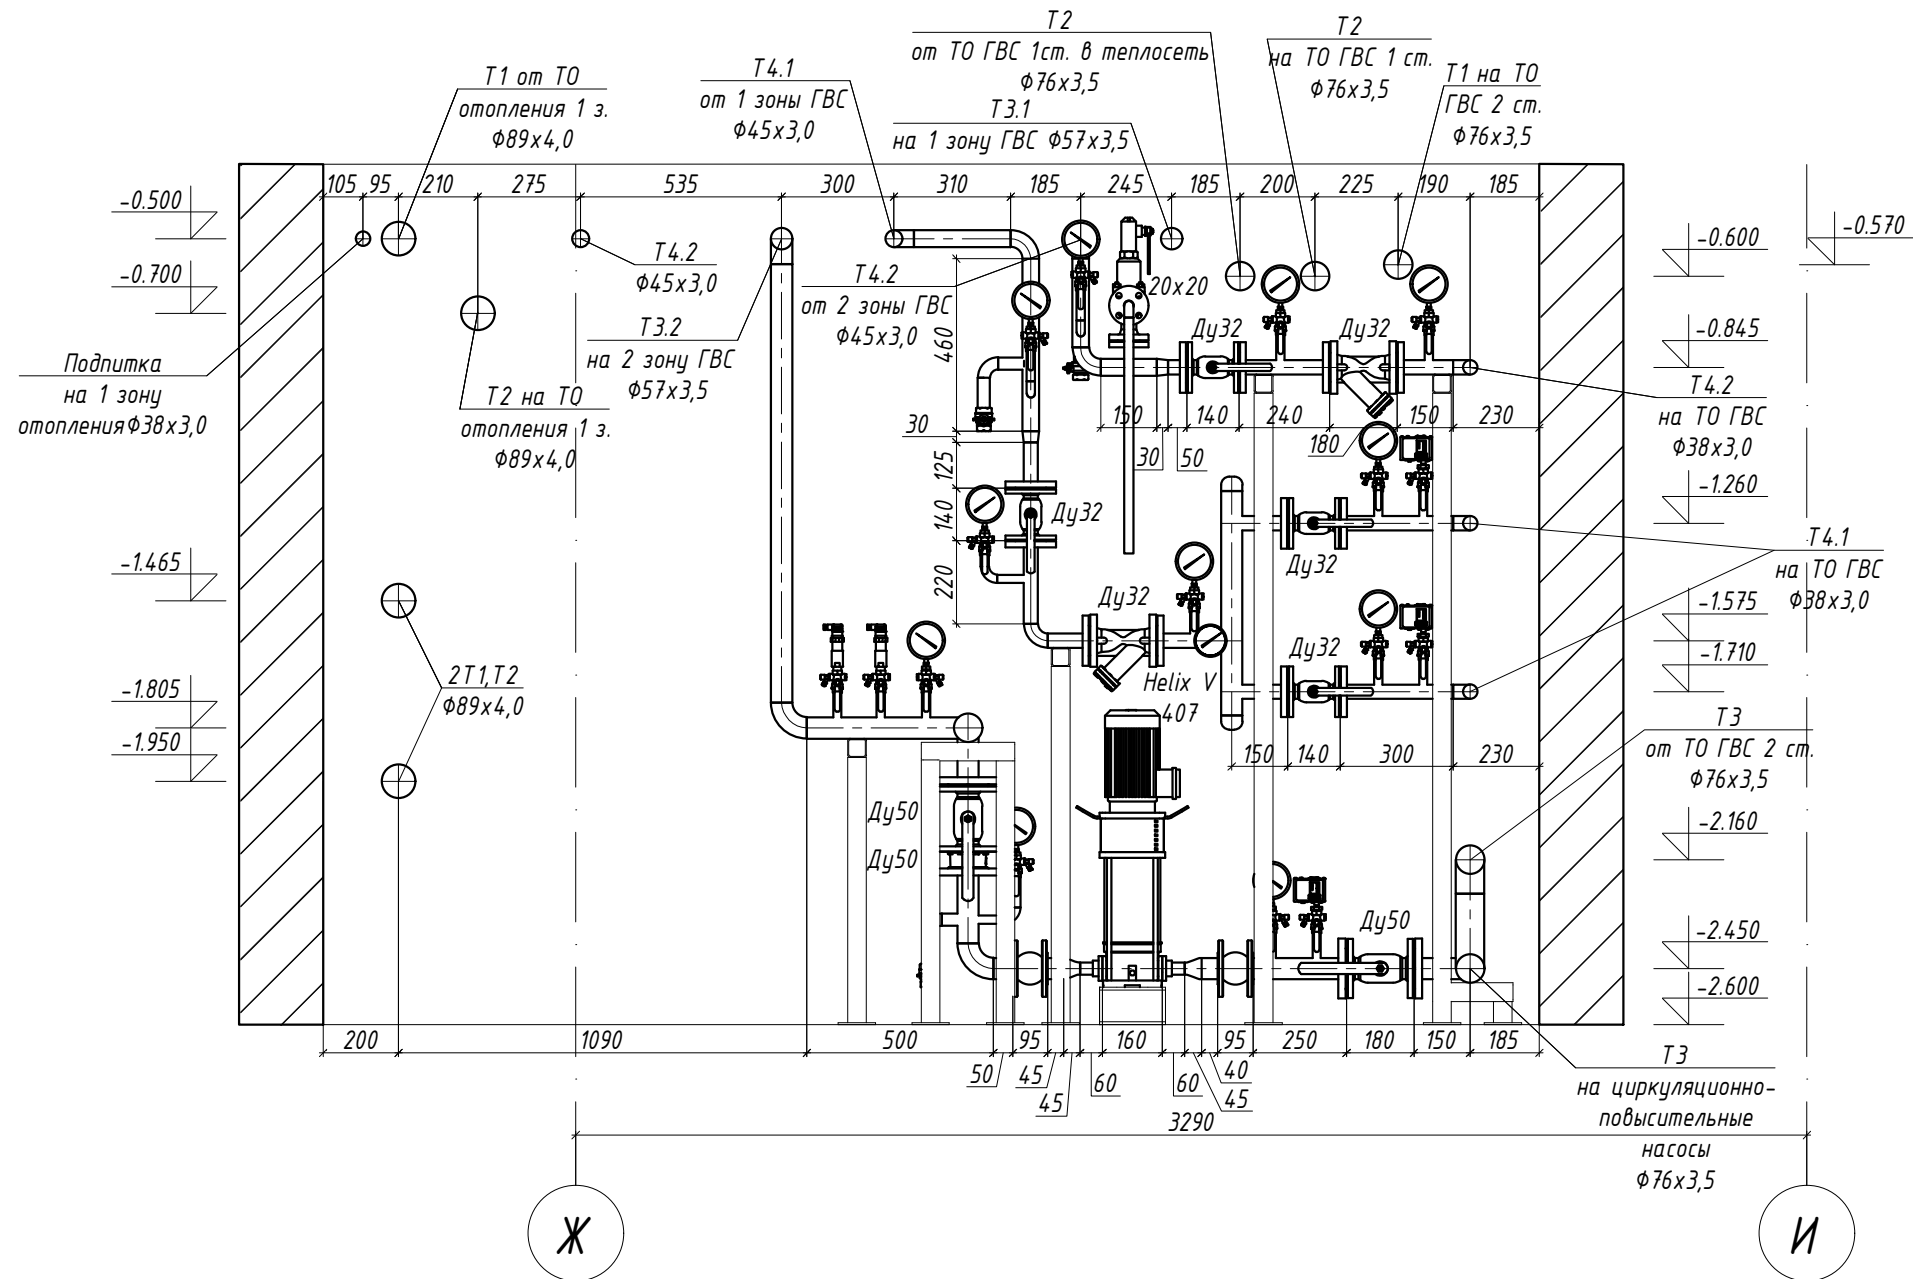 Т2
от ТО ГВС 1ст. в теплосеть
Ф76х3,5
Т2
на ТО ГВС 1 ст.
Ф76х3,5
Т1 от ТО
отопления 1 з.
Ф89х4,0
Т4.1
от 1 зоны ГВС
Ф45х3,0
Т3.1
на 1 зону ГВС Ф57х3,5
Т1 на ТО
ГВС 2 ст.
Ф76х3,5
105 95 210 275 535 300 310 185 245 185 200 225 190 185
-0.500
-0.700
-1.465
-1.805
-1.950
-0.570
-0.600
-0.845
-1.260
-1.575
-1.710
-2.160
-2.450
-2.600
Т4.2
Ф45х3,0
Т4.2
от 2 зоны ГВС
Ф45х3,0
20х20
Т3.2
на 2 зону ГВС
Ф57х3,5
Подпитка
на 1 зону
отопленияФ38х3,0
Т2 на ТО
отопления 1 з.
Ф89х4,0
2Т1,Т2
Ф89х4,0
460
30
125
140
220
Ду32
Ду32
Ду32
Ду32
Ду32
Ду32
150 140 240 150 230
30 50
180
Т4.2
на ТО ГВС
Ф38х3,0
Т4.1
на ТО ГВС
Ф38х3,0
Helix V
407
150 140 300 230
Т3
от ТО ГВС 2 ст.
Ф76х3,5
Ду50
Ду50
Ду50
200 1090 500 95 160 95 250 180 150 185
50 45 60 60 40
45 45
3290
Т3
на циркуляционно-
повысительные
насосы
Ф76х3,5
Ж И